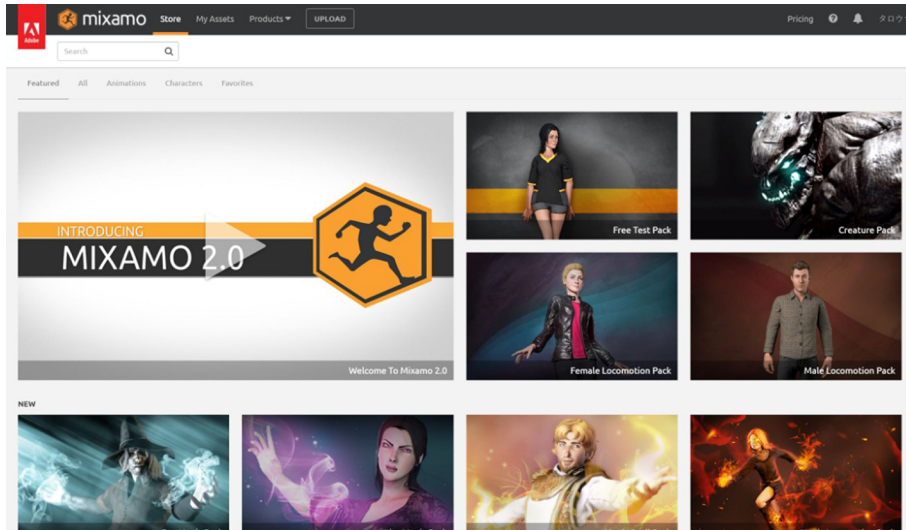 Adobe
mixamo Store My Assets Products UPLOAD Pricing
Search
Featured All Animations Characters Favorites
INTRODUCING
MIXAMO 2.0
Welcome To Mixamo 2.0
Free Test Pack
Creature Pack
Female Locomotion Pack
Male Locomotion Pack
NEW